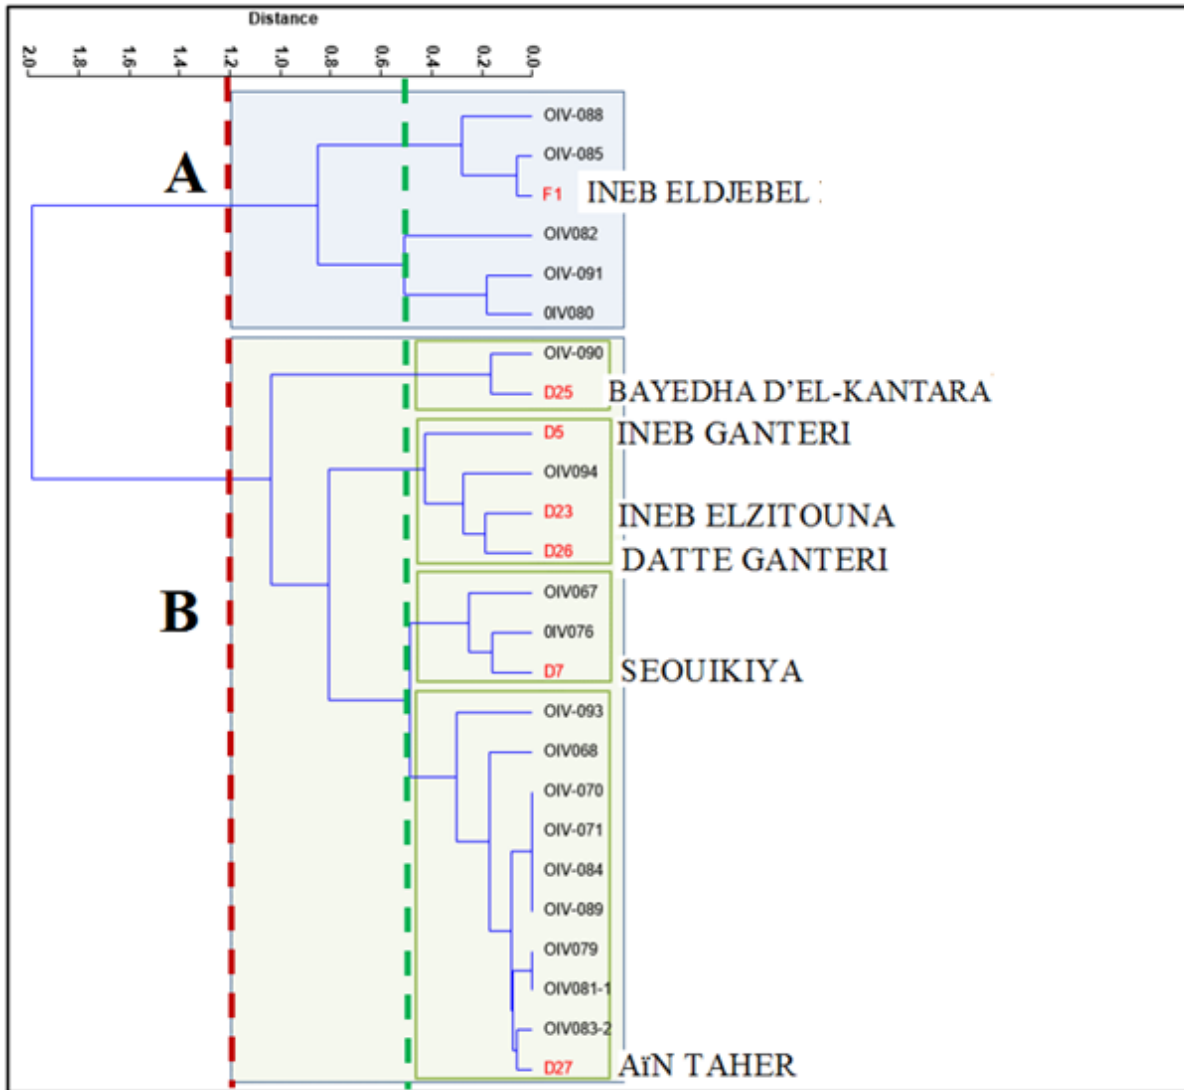 Distance
2.0 1.8 1.6 1.4 1.2 1.0 0.8 0.6 0.4 0.2 0.0
A
OIV-088
OIV-085
F1 INEB ELDJEBEL
OIV082
OIV-091
0IV080
OIV-090
D25 BAYEDHA D'EL-KANTARA
D5 INEB GANTERI
OIV094
D23 INEB ELZITOUNA
D26 DATTE GANTERI
OIV067
B
0IV076
D7 SEOUIKIYA
OIV-093
OIV068
OIV-070
OIV-071
OIV-084
OIV-089
OIV079
OIV081-1
OIV083-2
D27 AïN TAHER